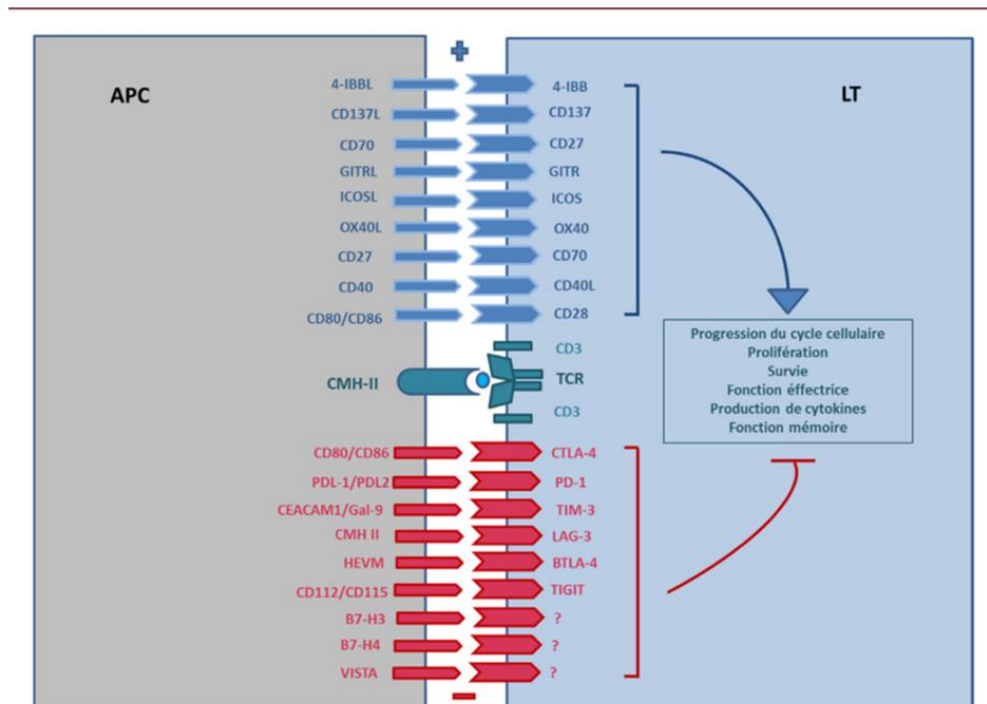 APC
LT
4-IBBL 4-IBB
CD137L CD137
CD70 CD27
GITRL GITR
ICOSL ICOS
OX40L OX40
CD27 CD70
CD40 CD40L
CD80/CD86 CD28
CD3
CMH-II TCR
CD3
Progression du cycle cellulaire
Prolifération
Survie
Fonction éffectrice
Production de cytokines
Fonction mémoire
CD80/CD86 CTLA-4
PDL-1/PDL2 PD-1
CEACAM1/Gal-9 TIM-3
CMH II LAG-3
HEVM BTLA-4
CD112/CD115 TIGIT
B7-H3 ?
B7-H4 ?
VISTA ?